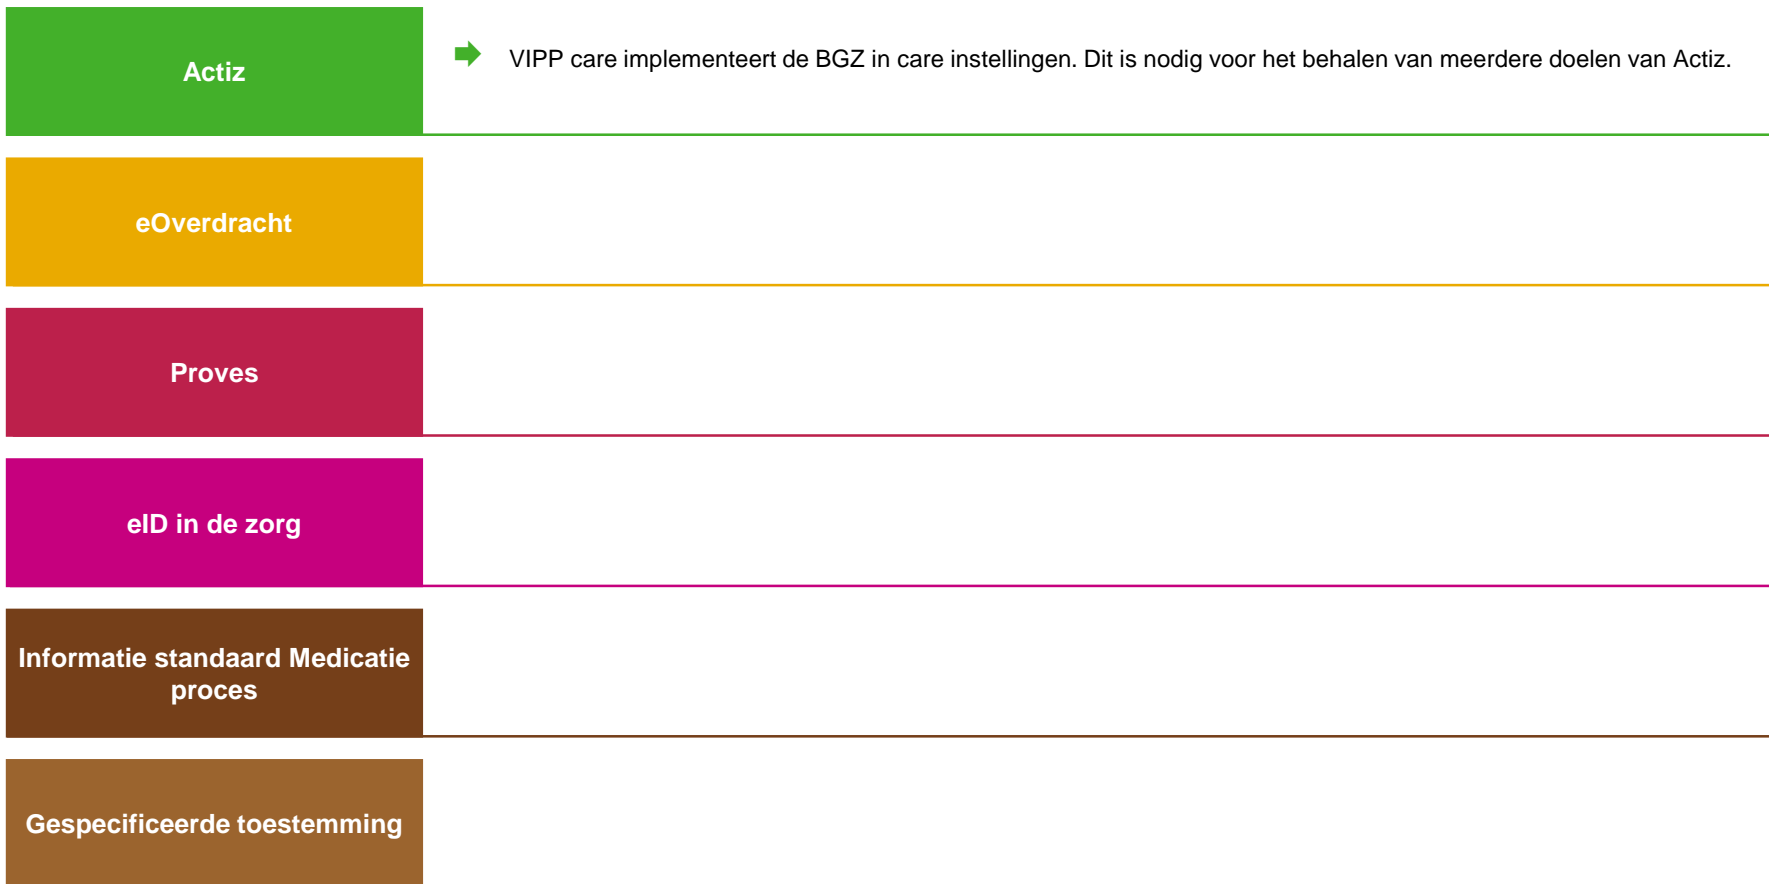 Actiz
VIPP care implementeert de BGZ in care instellingen. Dit is nodig voor het behalen van meerdere doelen van Actiz.
eOverdracht
Proves
eID in de zorg
Informatie standaard Medicatie
proces
Gespecificeerde toestemming